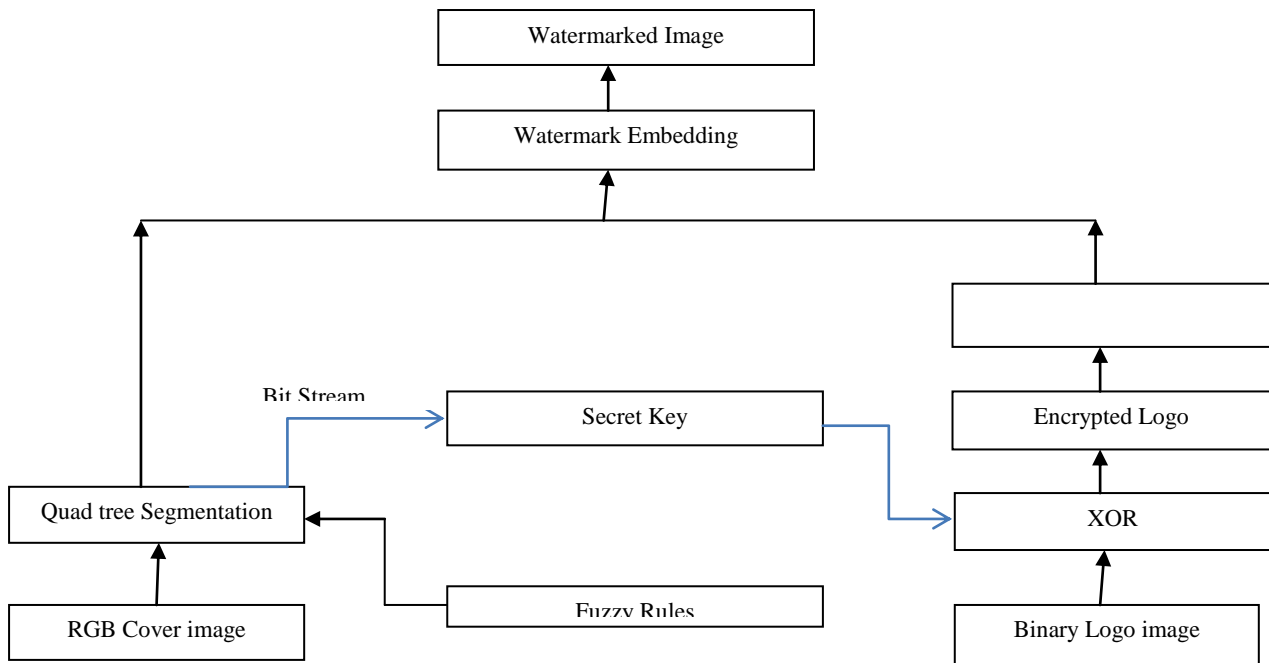 Watermarked Image
Watermark Embedding
Bit Stream
Secret Key
Encrypted Logo
Quad tree Segmentation
XOR
Fuzzy Rules
RGB Cover image
Binary Logo image